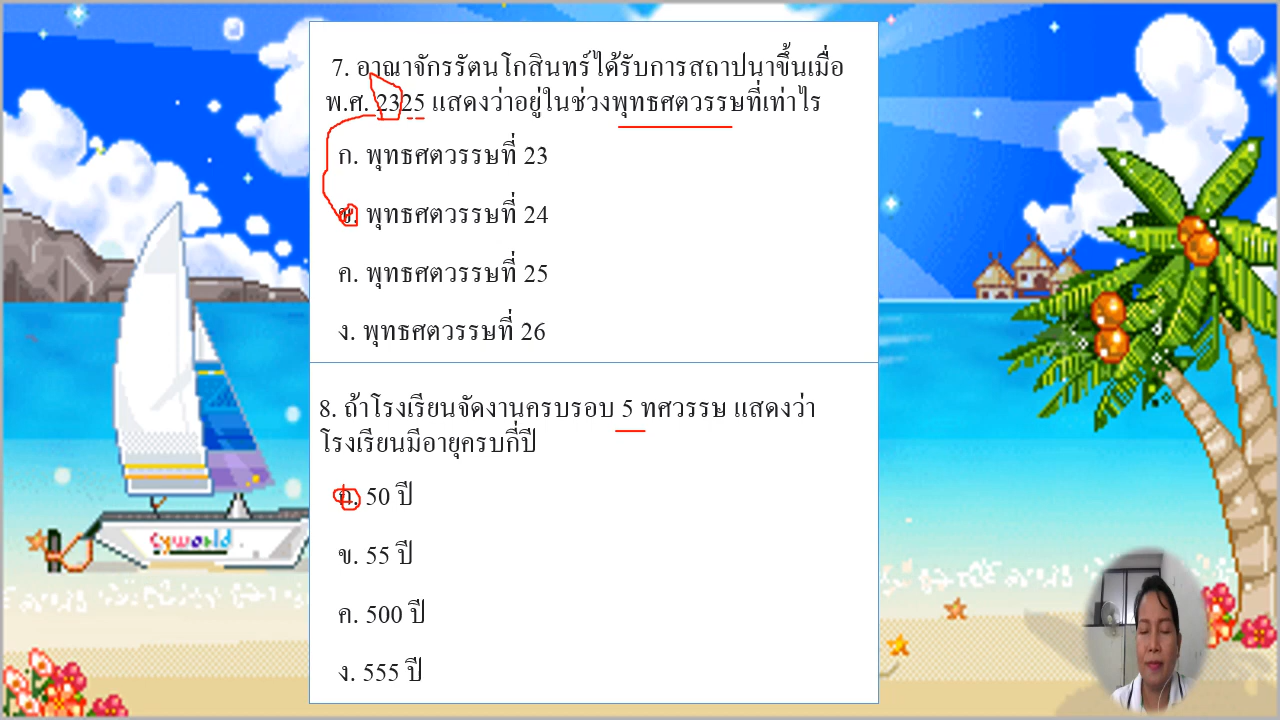 7. อาณาจักรรัตนโกสินทร์ได้รับการสถาปนาขึ้นเมื่อ
พ.ศ. 2325 แสดงว่าอยู่ในช่วงพุทธศตวรรษที่เท่าไร
ก. พุทธศตวรรษที่ 23
ข. พุทธศตวรรษที่ 24
ค. พุทธศตวรรษที่ 25
ง. พุทธศตวรรษที่ 26
8. ถ้าโรงเรียนจัดงานครบรอบ 5 ทศวรรษ แสดงว่า
โรงเรียนมีอายุครบกี่ปี
ก. 50 ปี
ข. 55 ปี
ค. 500 ปี
ง. 555 ปี
cyworld